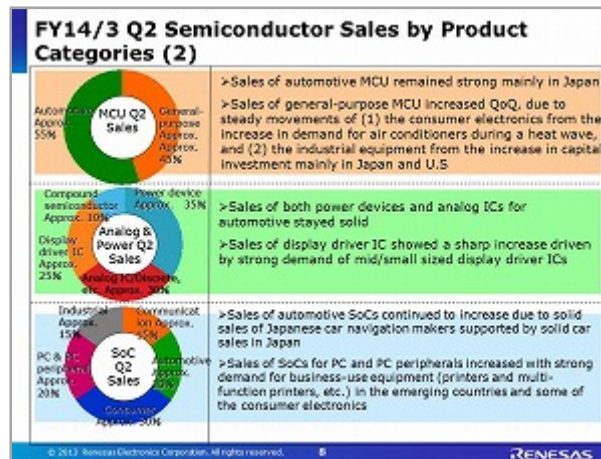 FY14/3 Q2 Semiconductor Sales by Product
Categories (2)
Automotive
Approx.
55%
MCU Q2
Sales
General-
purpose
Approx.
Approx.
45%
➢Sales of automotive MCU remained strong mainly in Japan
➢Sales of general-purpose MCU increased QoQ, due to
steady movements of (1) the consumer electronics from the
increase in demand for air conditioners during a heat wave,
and (2) the industrial equipment from the increase in capital
investment mainly in Japan and U.S
Compound
semiconductor
Approx. 10%
Power device
Approx. 35%
Display
driver IC
Approx.
25%
Analog &
Power Q2
Sales
Analog IC/Discrete,
etc. Approx. 30%
➢Sales of both power devices and analog ICs for
automotive stayed solid
➢Sales of display driver IC showed a sharp increase driven
by strong demand of mid/small sized display driver ICs
Industrial
Approx.
15%
Communicat
ion Approx.
15%
PC & PC
peripheral
Approx.
20%
SoC
Q2
Sales
Automotive
Approx.
Consumer
Approx. 30%
➢Sales of automotive SoCs continued to increase due to solid
sales of Japanese car navigation makers supported by solid car
sales in Japan
➢Sales of SoCs for PC and PC peripherals increased with strong
demand for business-use equipment (printers and multi-
function printers, etc.) in the emerging countries and some of
the consumer electronics
© 2013 Renesas Electronics Corporation. All rights reserved.
8
RENESAS